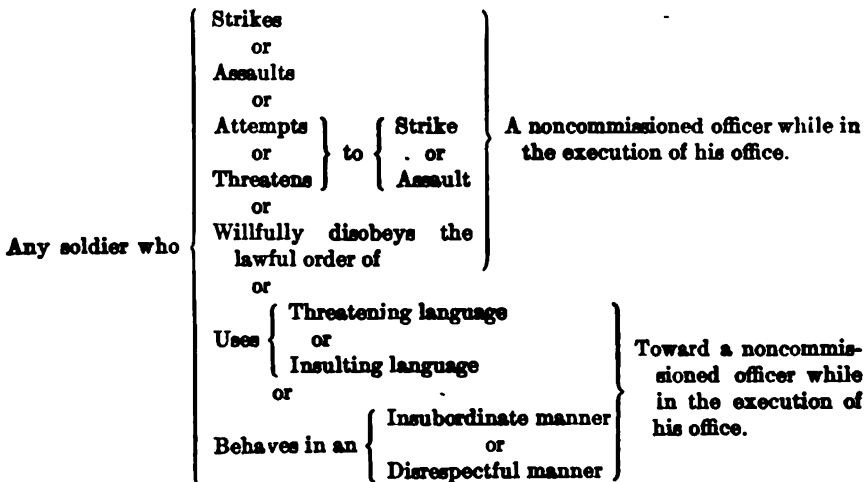 Strikes
or
Assaults
or
Attempts
or
Threatens
to
Strike
or
Assault
or
Willfully disobeys the
lawful order of
A noncommissioned officer while in
the execution of his office.
Any soldier who
or
Uses
Threatening language
or
Insulting language
or
Behaves in an
Insubordinate manner
or
Disrespectful manner
Toward a noncommis-
sioned officer while
in the execution of
his office.